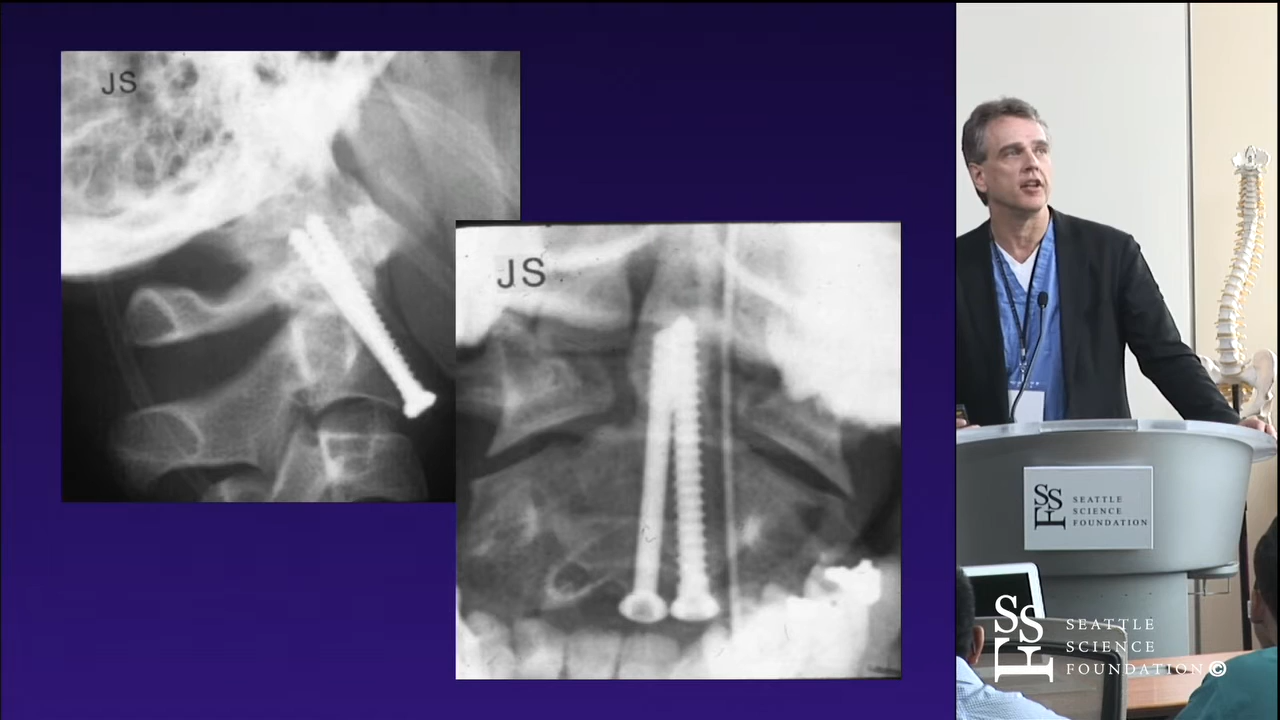 JS
JS
SSF
SEATTLE
SCIENCE
FOUNDATION
SSF
SEATTLE
SCIENCE
FOUNDATION©